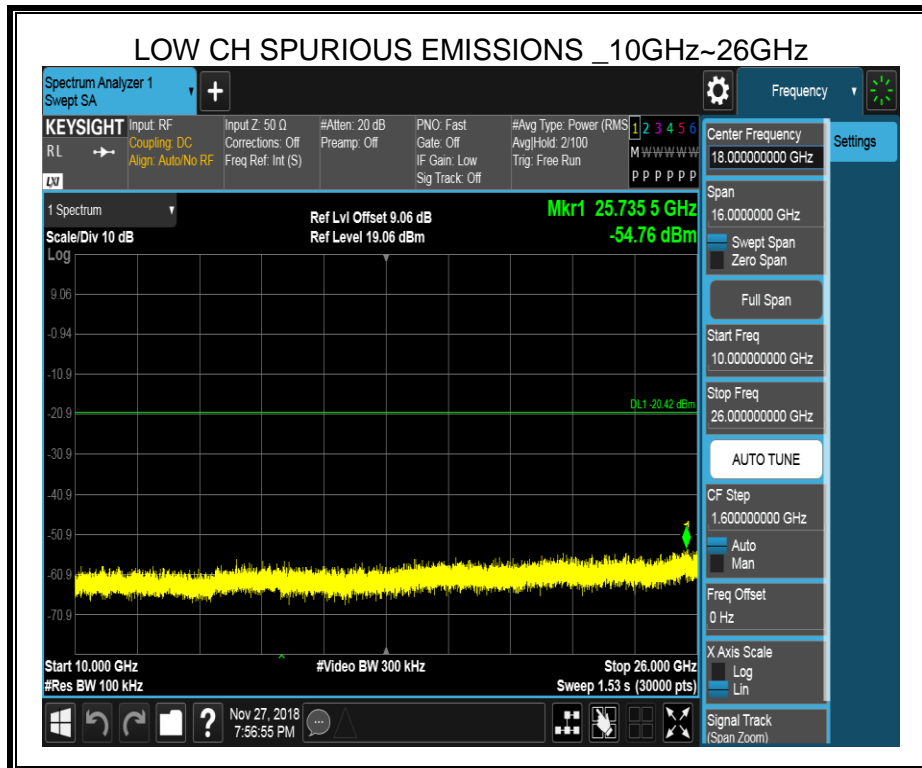 LOW CH SPURIOUS EMISSIONS _10GHz~26GHz
Spectrum Analyzer 1
Swept SA
+
Frequency
KEYSIGHT
RL
LXI
Input: RF
Coupling: DC
Align: Auto/No RF
Input Z: 50 Ω
Corrections: Off
Freq Ref: Int (S)
#Atten: 20 dB
Preamp: Off
PNO: Fast
Gate: Off
IF Gain: Low
Sig Track: Off
#Avg Type: Power (RMS
Avg|Hold: 2/100
Trig: Free Run
1 2 3 4 5 6
M W W W W W
P P P P P P
Center Frequency
18.000000000 GHz
Settings
Span
16.0000000 GHz
Swept Span
Zero Span
Full Span
Start Freq
10.000000000 GHz
Stop Freq
26.000000000 GHz
AUTO TUNE
CF Step
1.600000000 GHz
Auto
Man
Freq Offset
0 Hz
X Axis Scale
Log
Lin
Signal Track
(Span Zoom)
1 Spectrum
Scale/Div 10 dB
Ref Lvl Offset 9.06 dB
Ref Level 19.06 dBm
Mkr1 25.735 5 GHz
-54.76 dBm
Log
9.06
-0.94
-10.9
-20.9
DL1 -20.42 dBm
-30.9
-40.9
-50.9
1
-60.9
-70.9
Start 10.000 GHz
#Res BW 100 kHz
#Video BW 300 kHz
Stop 26.000 GHz
Sweep 1.53 s (30000 pts)
?
Nov 27, 2018
7:56:55 PM